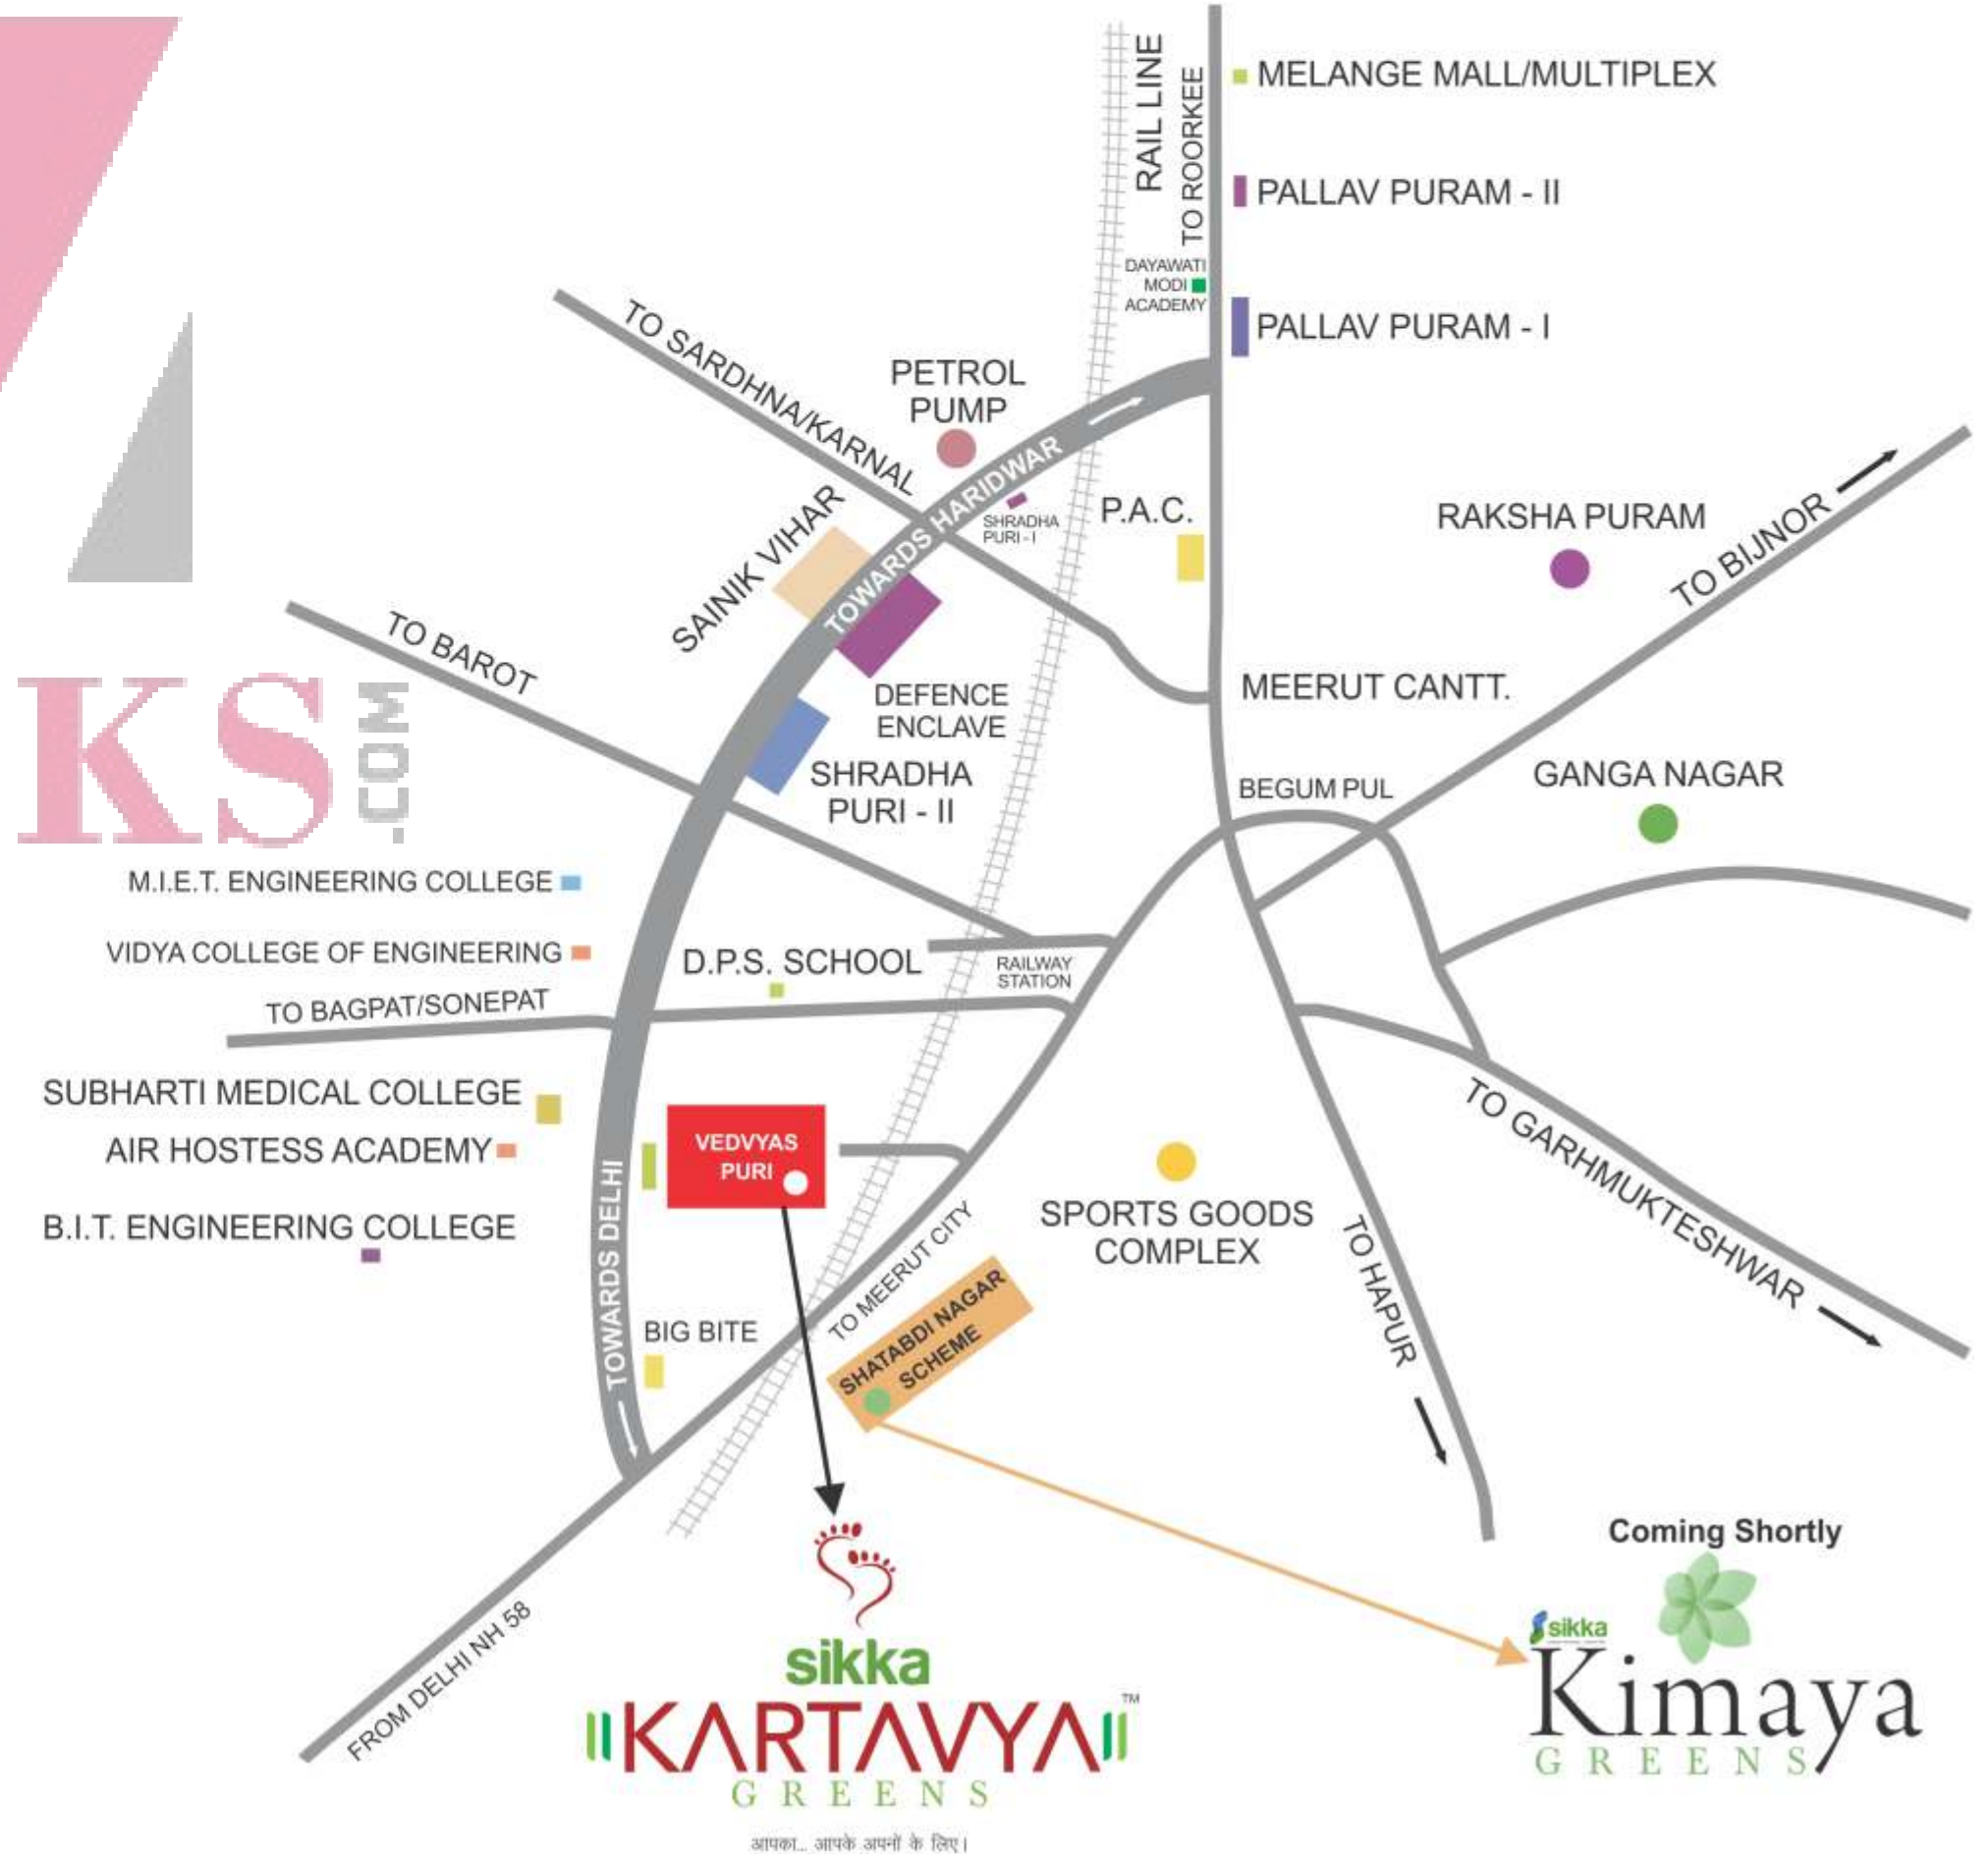 RAIL LINE
TO ROORKEE
MELANGE MALL/MULTIPLEX
PALLAV PURAM - II
DAYAWATI
MODI
ACADEMY
PALLAV PURAM - I
TO SARDHNA/KARNAL
PETROL
PUMP
TOWARDS HARIDWAR
SHRADHA
PURI - I
P.A.C.
RAKSHA PURAM
TO BIJNOR
SAINIK VIHAR
TO BAROT
DEFENCE
ENCLAVE
MEERUT CANTT.
KS
.COM
SHRADHA
PURI - II
BEGUM PUL
GANGA NAGAR
M.I.E.T. ENGINEERING COLLEGE
VIDYA COLLEGE OF ENGINEERING
D.P.S. SCHOOL
RAILWAY
STATION
TO BAGPAT/SONEPAT
SUBHARTI MEDICAL COLLEGE
AIR HOSTESS ACADEMY
B.I.T. ENGINEERING COLLEGE
TOWARDS DELHI
VEDVYAS
PURI
TO GARHMUKTESHWAR
SPORTS GOODS
COMPLEX
TO HAPUR
TO MEERUT CITY
BIG BITE
SHATABDI NAGAR
SCHEME
FROM DELHI NH 58
sikka
KARTAVYA™
GREENS
आपका... आपके अपनों के लिए।
Coming Shortly
sikka
Kimaya
GREENS